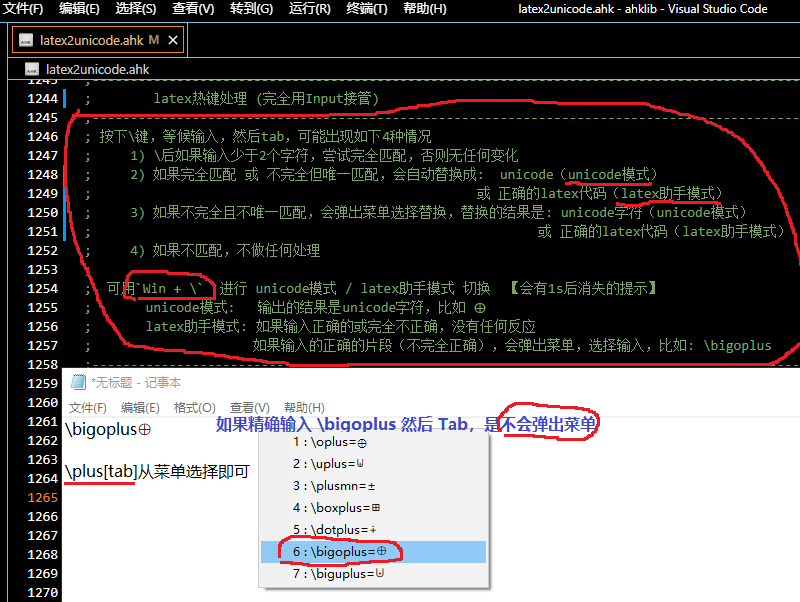 文件(F) 编辑(E) 选择(S) 查看(V) 转到(G) 运行(R) 终端(T) 帮助(H) latex2unicode.ahk - ahklib - Visual Studio Code
latex2unicode.ahk M ×
latex2unicode.ahk
1243 ;
1244 ; latex热键处理 (完全用Input接管)
1245 ;
1246 ; 按下\键，等候输入，然后tab，可能出现如下4种情况
1247 ; 1) \后如果输入少于2个字符，尝试完全匹配，否则无任何变化
1248 ; 2) 如果完全匹配 或 不完全但唯一匹配，会自动替换成: unicode（unicode模式）
1249 ; 或 正确的latex代码（latex助手模式）
1250 ; 3) 如果不完全且不唯一匹配，会弹出菜单选择替换，替换的结果是: unicode字符（unicode模式）
1251 ; 或 正确的latex代码（latex助手模式）
1252 ; 4) 如果不匹配，不做任何处理
1253 ;
1254 ; 可用`Win + \` 进行 unicode模式 / latex助手模式 切换 【会有1s后消失的提示】
1255 ; unicode模式: 输出的结果是unicode字符，比如 ⊕
1256 ; latex助手模式: 如果输入正确的或完全不正确，没有任何反应
1257 ; 如果输入的正确的片段（不完全正确），会弹出菜单，选择输入，比如: \bigoplus
1258 ;
1259
1260
1261
1262
1263
1264
1265
1266
1267
1268
1269
1270
*无标题 - 记事本
文件(F) 编辑(E) 格式(O) 查看(V) 帮助(H)
如果精确输入 \bigoplus 然后 Tab，是不会弹出菜单
\bigoplus⊕
\plus[tab]从菜单选择即可
1 : \oplus=⊕
2 : \uplus=⊎
3 : \plusmn=±
4 : \boxplus=⊞
5 : \dotplus=∔
6 : \bigoplus=⨁
7 : \biguplus=⨄